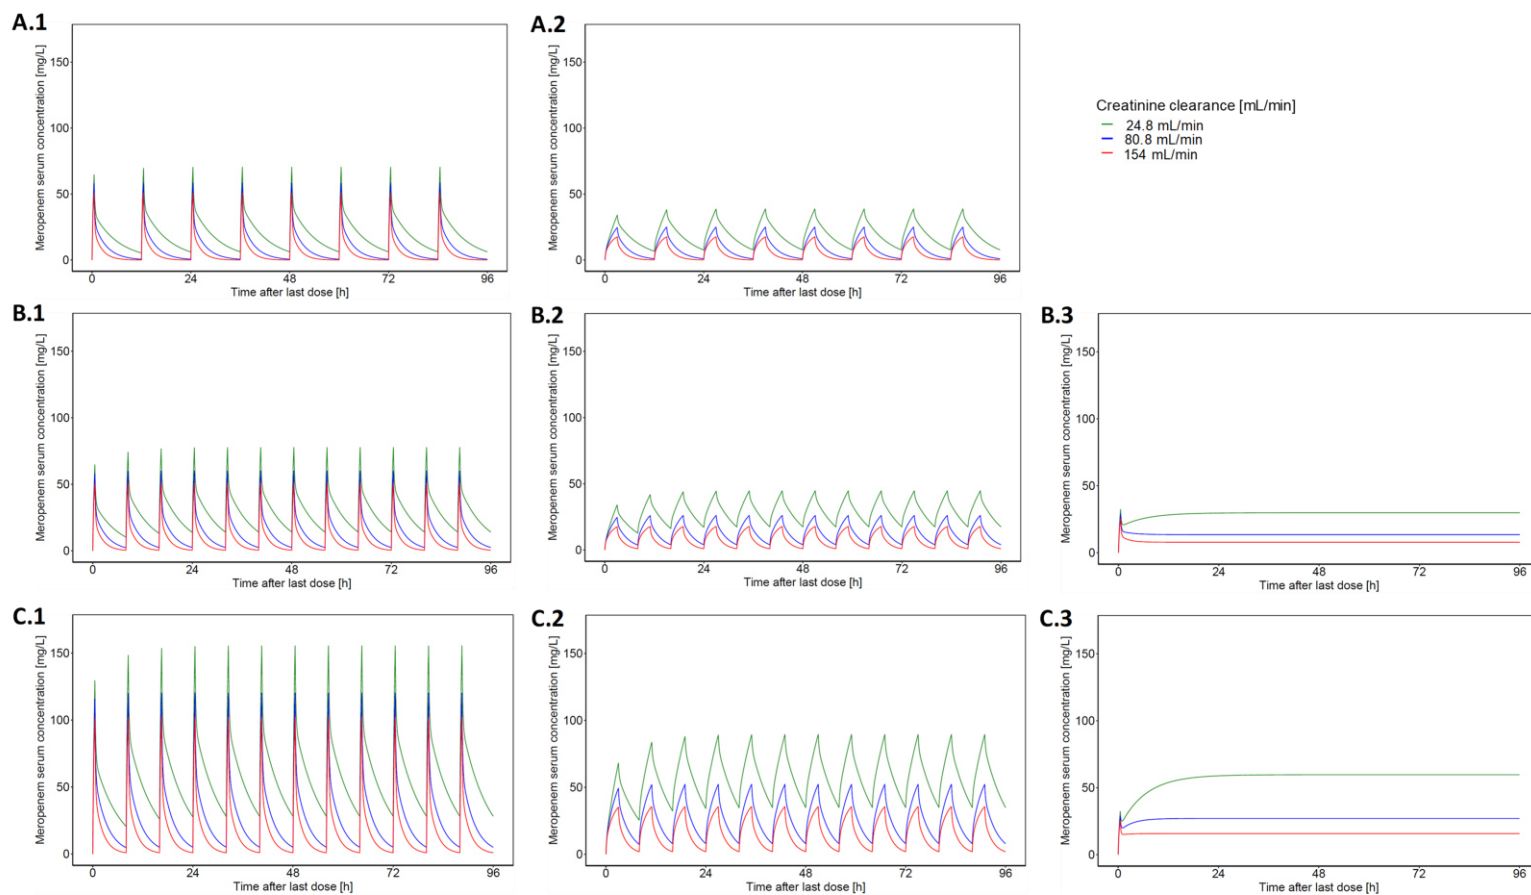 A.1
Meropenem serum concentration [mg/L]
150
100
50
0
0 24 48 72 96
Time after last dose [h]
A.2
Meropenem serum concentration [mg/L]
150
100
50
0
0 24 48 72 96
Time after last dose [h]
Creatinine clearance [mL/min]
24.8 mL/min
80.8 mL/min
154 mL/min
B.1
Meropenem serum concentration [mg/L]
150
100
50
0
0 24 48 72 96
Time after last dose [h]
B.2
Meropenem serum concentration [mg/L]
150
100
50
0
0 24 48 72 96
Time after last dose [h]
B.3
Meropenem serum concentration [mg/L]
150
100
50
0
0 24 48 72 96
Time after last dose [h]
C.1
Meropenem serum concentration [mg/L]
150
100
50
0
0 24 48 72 96
Time after last dose [h]
C.2
Meropenem serum concentration [mg/L]
150
100
50
0
0 24 48 72 96
Time after last dose [h]
C.3
Meropenem serum concentration [mg/L]
150
100
50
0
0 24 48 72 96
Time after last dose [h]